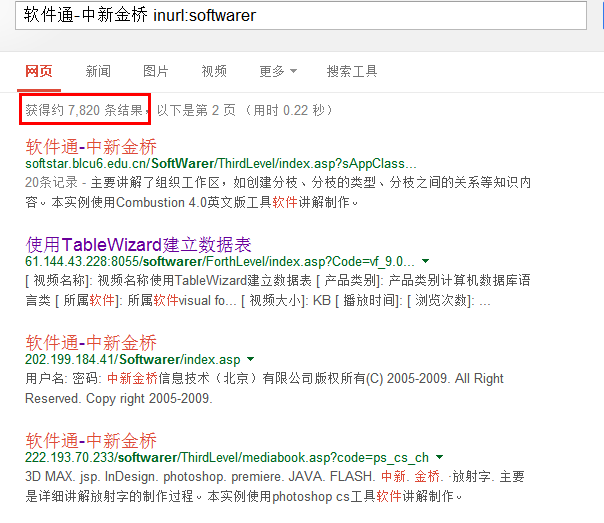 软件通-中新金桥 inurl:softwarer
网页 新闻 图片 视频 更多 搜索工具
获得约 7,820 条结果，以下是第 2 页 （用时 0.22 秒）
软件通-中新金桥
softstar.blcu6.edu.cn/SoftWarer/ThirdLevel/index.asp?sAppClass...
20条记录 - 主要讲解了组织工作区，如创建分枝、分枝的类型、分枝之间的关系等知识内
容。本实例使用Combustion 4.0英文版工具软件讲解制作。
使用TableWizard建立数据表
61.144.43.228:8055/softwarer/ForthLevel/index.asp?Code=vf_9.0...
[ 视频名称]: 视频名称使用TableWizard建立数据表 [ 产品类别]: 产品类别计算机数据库语
言类 [ 所属软件]: 所属软件visual fo... [ 视频大小]: KB [ 播放时间]: [ 浏览次数]: ...
软件通-中新金桥
202.199.184.41/Softwarer/index.asp
用户名: 密码: 中新金桥信息技术（北京）有限公司版权所有(C) 2005-2009. All Right
Reserved. Copy right 2005-2009.
软件通-中新金桥
222.193.70.233/softwarer/ThirdLevel/mediabook.asp?code=ps_cs_ch
3D MAX. jsp. InDesign. photoshop. premiere. JAVA. FLASH. 中新. 金桥. ·放射字. 主要
是详细讲解放射字的制作过程。本实例使用photoshop cs工具软件讲解制作。